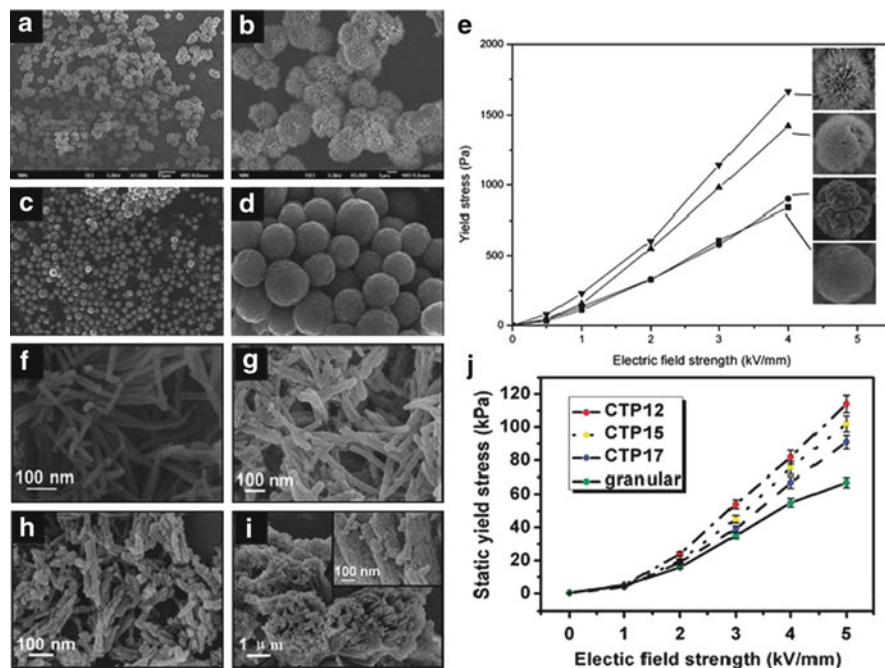 a
b
c
d
e
2000
1500
1000
500
0
Yield stress (Pa)
0 1 2 3 4 5
Electric field strength (kV/mm)
f
100 nm
g
100 nm
h
100 nm
i
100 nm
1 μm
j
120
100
80
60
40
20
0
Static yield stress (kPa)
CTP12
CTP15
CTP17
granular
0 1 2 3 4 5
Electic field strength (kV/mm)